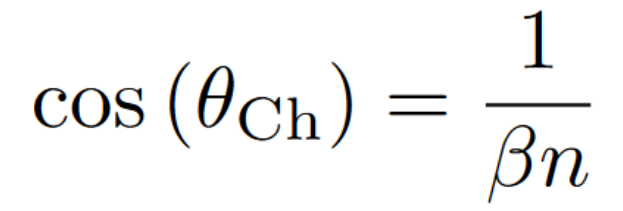 cos (θ_Ch) = 1/(βn)